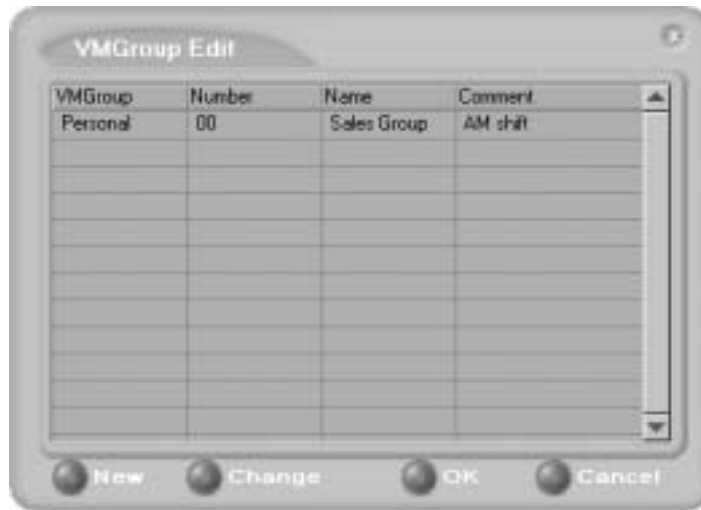 VMGroup Edit
VMGroup Number Name Comment
Personal 00 Sales Group AM shift
New Change OK Cancel